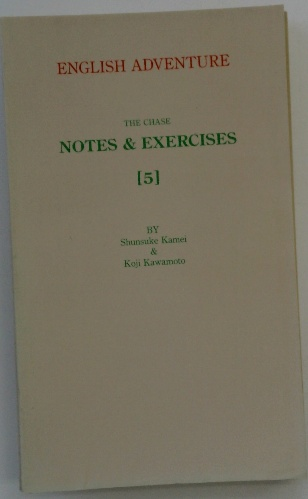 ENGLISH ADVENTURE
THE CHASE
NOTES & EXERCISES
[5]
BY
Shunsuke Kamei
&
Koji Kawamoto